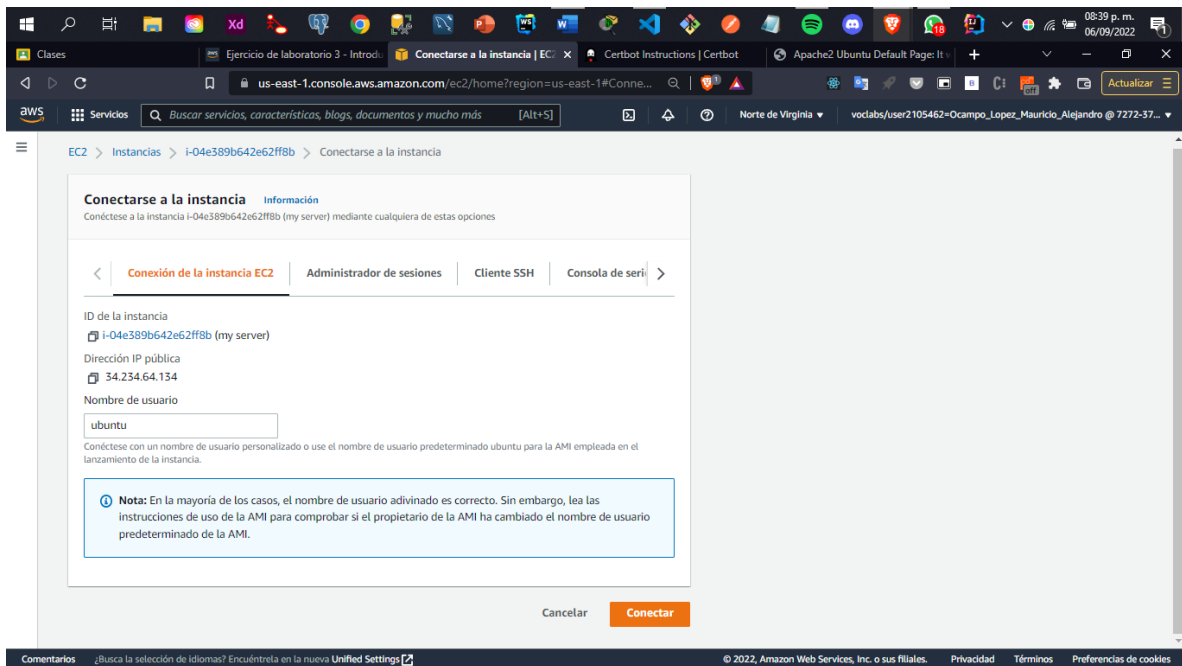 Xd
18
08:39 p. m.
06/09/2022
1
Clases
aws Ejercicio de laboratorio 3 - Introdu
Conectarse a la instancia | EC2
Certbot Instructions | Certbot
Apache2 Ubuntu Default Page: It
us-east-1.console.aws.amazon.com/ec2/home?region=us-east-1#Conne...
Actualizar
aws
Servicios
Buscar servicios, características, blogs, documentos y mucho más [Alt+S]
Norte de Virginia
voclabs/user2105462=Ocampo_Lopez_Mauricio_Alejandro @ 7272-37...
EC2 > Instancias > i-04e389b642e62ff8b > Conectarse a la instancia
Conectarse a la instancia Información
Conéctese a la instancia i-04e389b642e62ff8b (my server) mediante cualquiera de estas opciones
Conexión de la instancia EC2 Administrador de sesiones Cliente SSH Consola de seri
ID de la instancia
i-04e389b642e62ff8b (my server)
Dirección IP pública
34.234.64.134
Nombre de usuario
ubuntu
Conéctese con un nombre de usuario personalizado o use el nombre de usuario predeterminado ubuntu para la AMI empleada en el
lanzamiento de la instancia.
Nota: En la mayoría de los casos, el nombre de usuario adivinado es correcto. Sin embargo, lea las
instrucciones de uso de la AMI para comprobar si el propietario de la AMI ha cambiado el nombre de usuario
predeterminado de la AMI.
Cancelar Conectar
Comentarios ¿Busca la selección de idiomas? Encuéntrela en la nueva Unified Settings © 2022, Amazon Web Services, Inc. o sus filiales. Privacidad Términos Preferencias de cookies